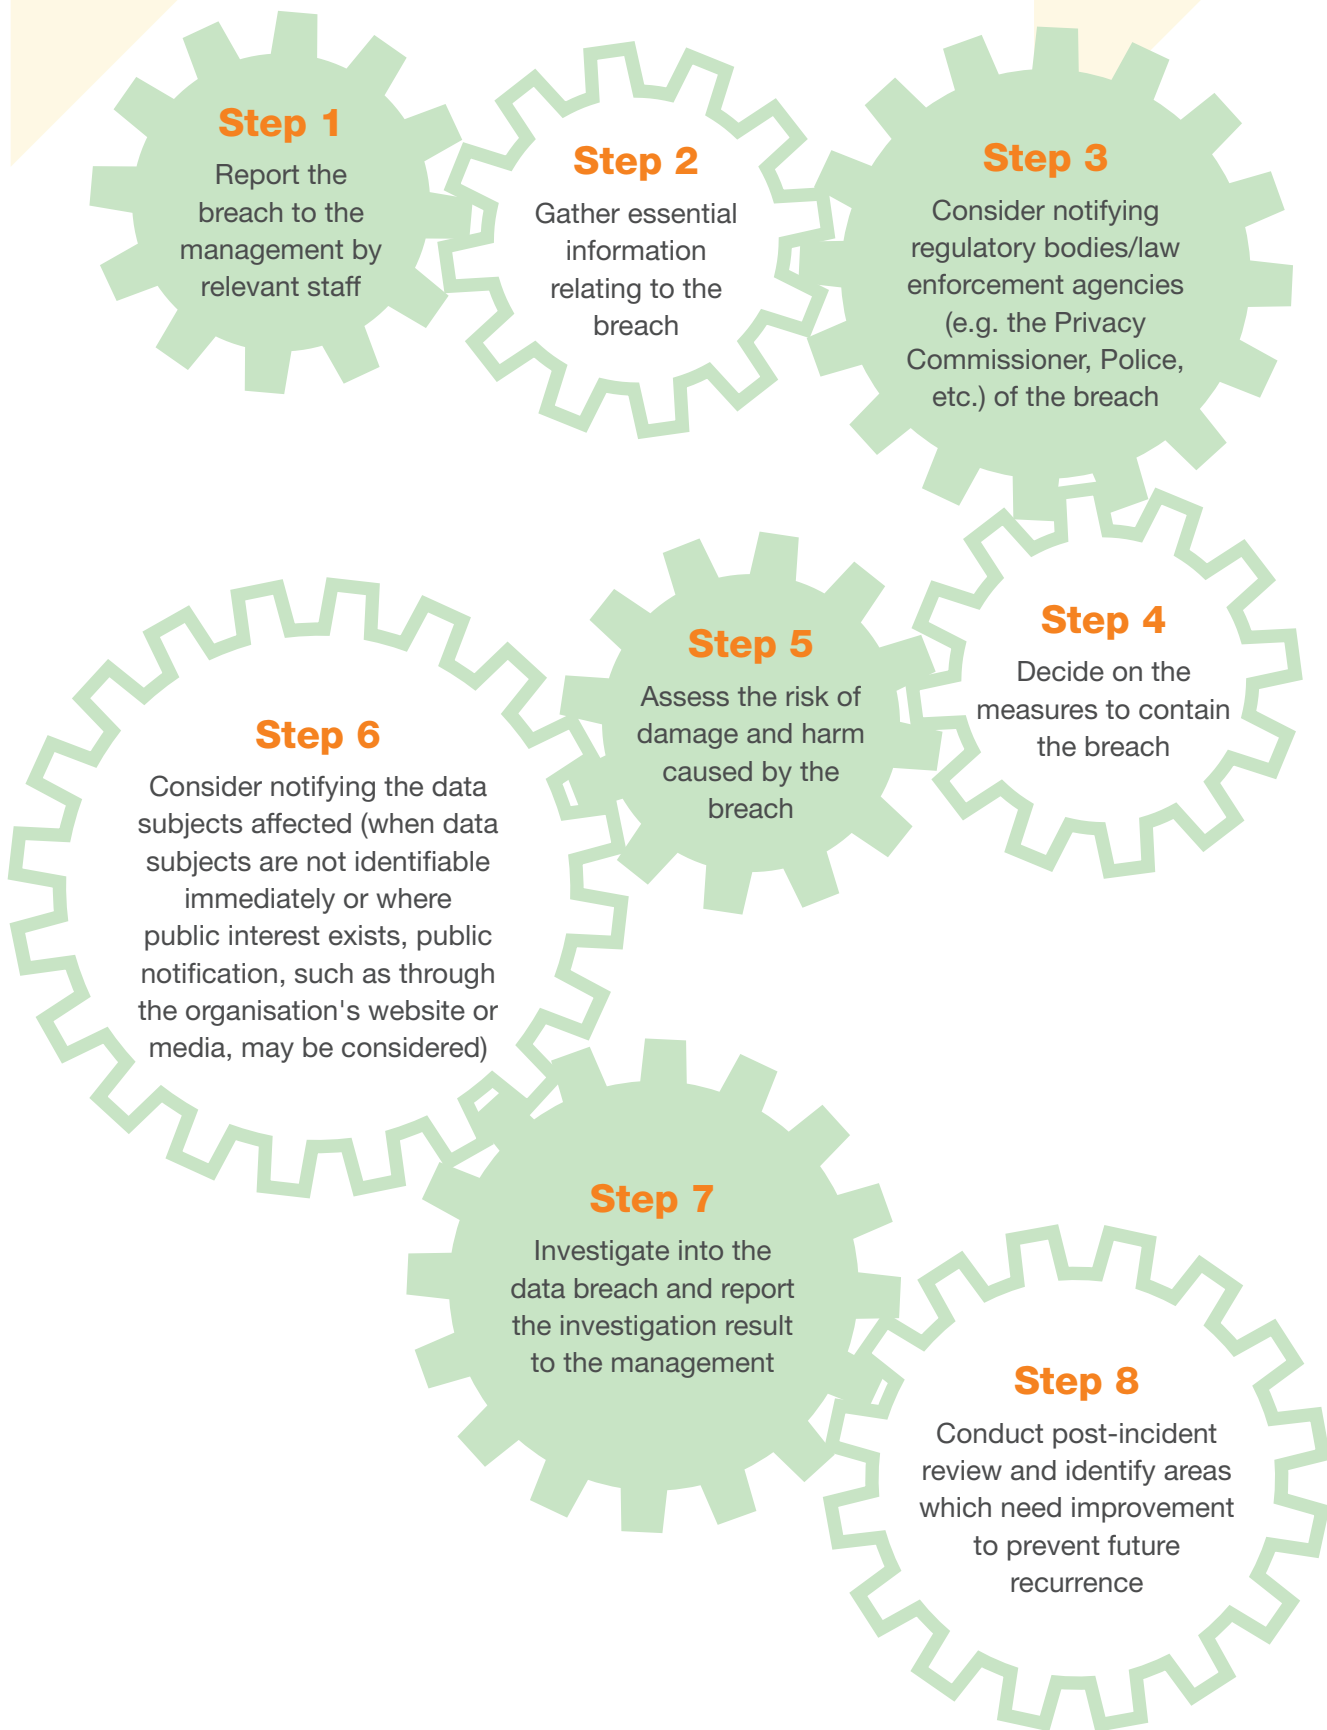 Step 1
Report the
breach to the
management by
relevant staff
Step 2
Gather essential
information
relating to the
breach
Step 3
Consider notifying
regulatory bodies/law
enforcement agencies
(e.g. the Privacy
Commissioner, Police,
etc.) of the breach
Step 4
Decide on the
measures to contain
the breach
Step 5
Assess the risk of
damage and harm
caused by the
breach
Step 6
Consider notifying the data
subjects affected (when data
subjects are not identifiable
immediately or where
public interest exists, public
notification, such as through
the organisation's website or
media, may be considered)
Step 7
Investigate into the
data breach and report
the investigation result
to the management
Step 8
Conduct post-incident
review and identify areas
which need improvement
to prevent future
recurrence